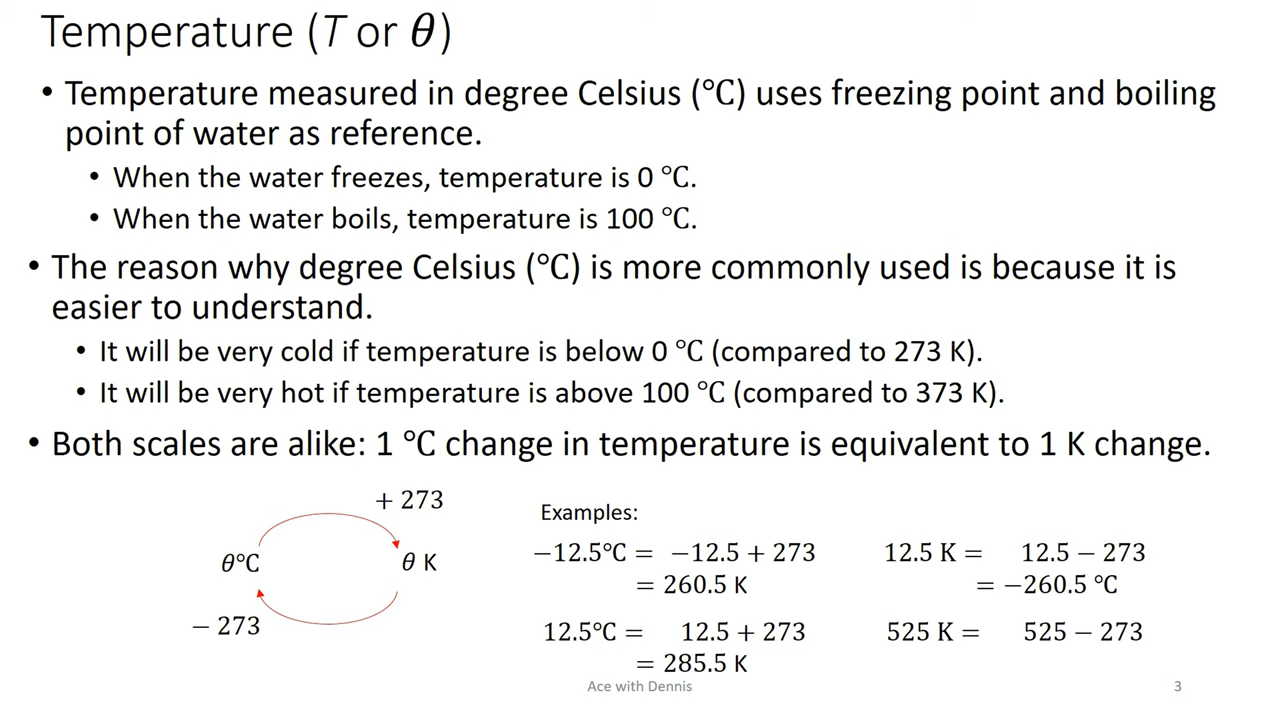 Temperature (T or θ)
• Temperature measured in degree Celsius (℃) uses freezing point and boiling
point of water as reference.
• When the water freezes, temperature is 0 ℃.
• When the water boils, temperature is 100 ℃.
• The reason why degree Celsius (℃) is more commonly used is because it is
easier to understand.
• It will be very cold if temperature is below 0 ℃ (compared to 273 K).
• It will be very hot if temperature is above 100 ℃ (compared to 373 K).
• Both scales are alike: 1 ℃ change in temperature is equivalent to 1 K change.
+ 273
θ℃
θ K
− 273
Examples:
−12.5℃ = −12.5 + 273
= 260.5 K
12.5℃ = 12.5 + 273
= 285.5 K
12.5 K = 12.5 − 273
= −260.5 ℃
525 K = 525 − 273
Ace with Dennis
3